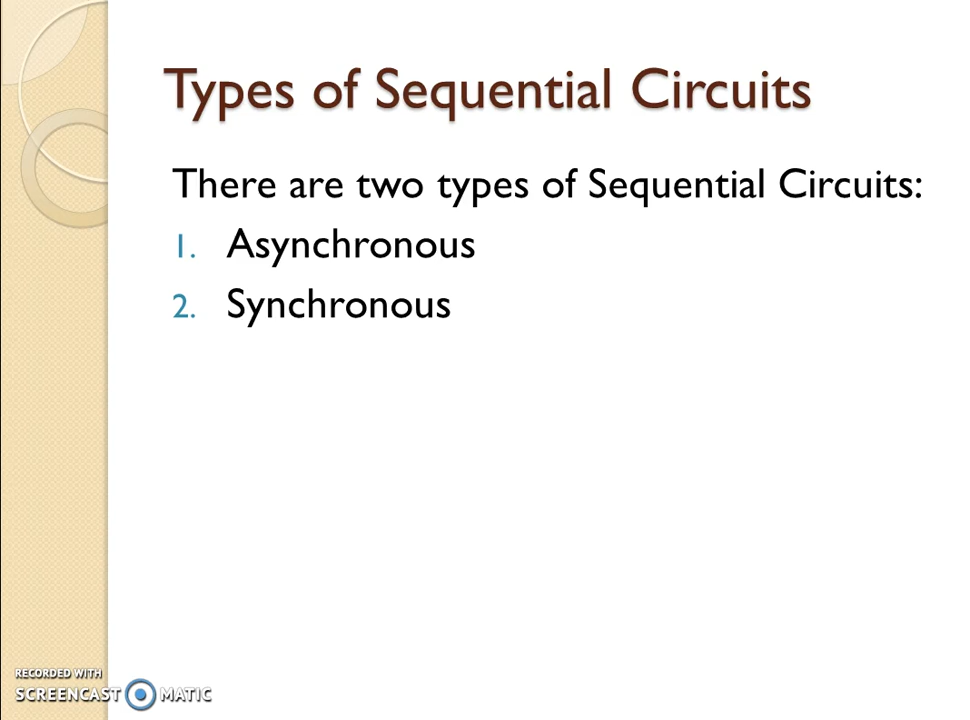 Types of Sequential Circuits
There are two types of Sequential Circuits:
1. Asynchronous
2. Synchronous
RECORDED WITH
SCREENCAST MATIC